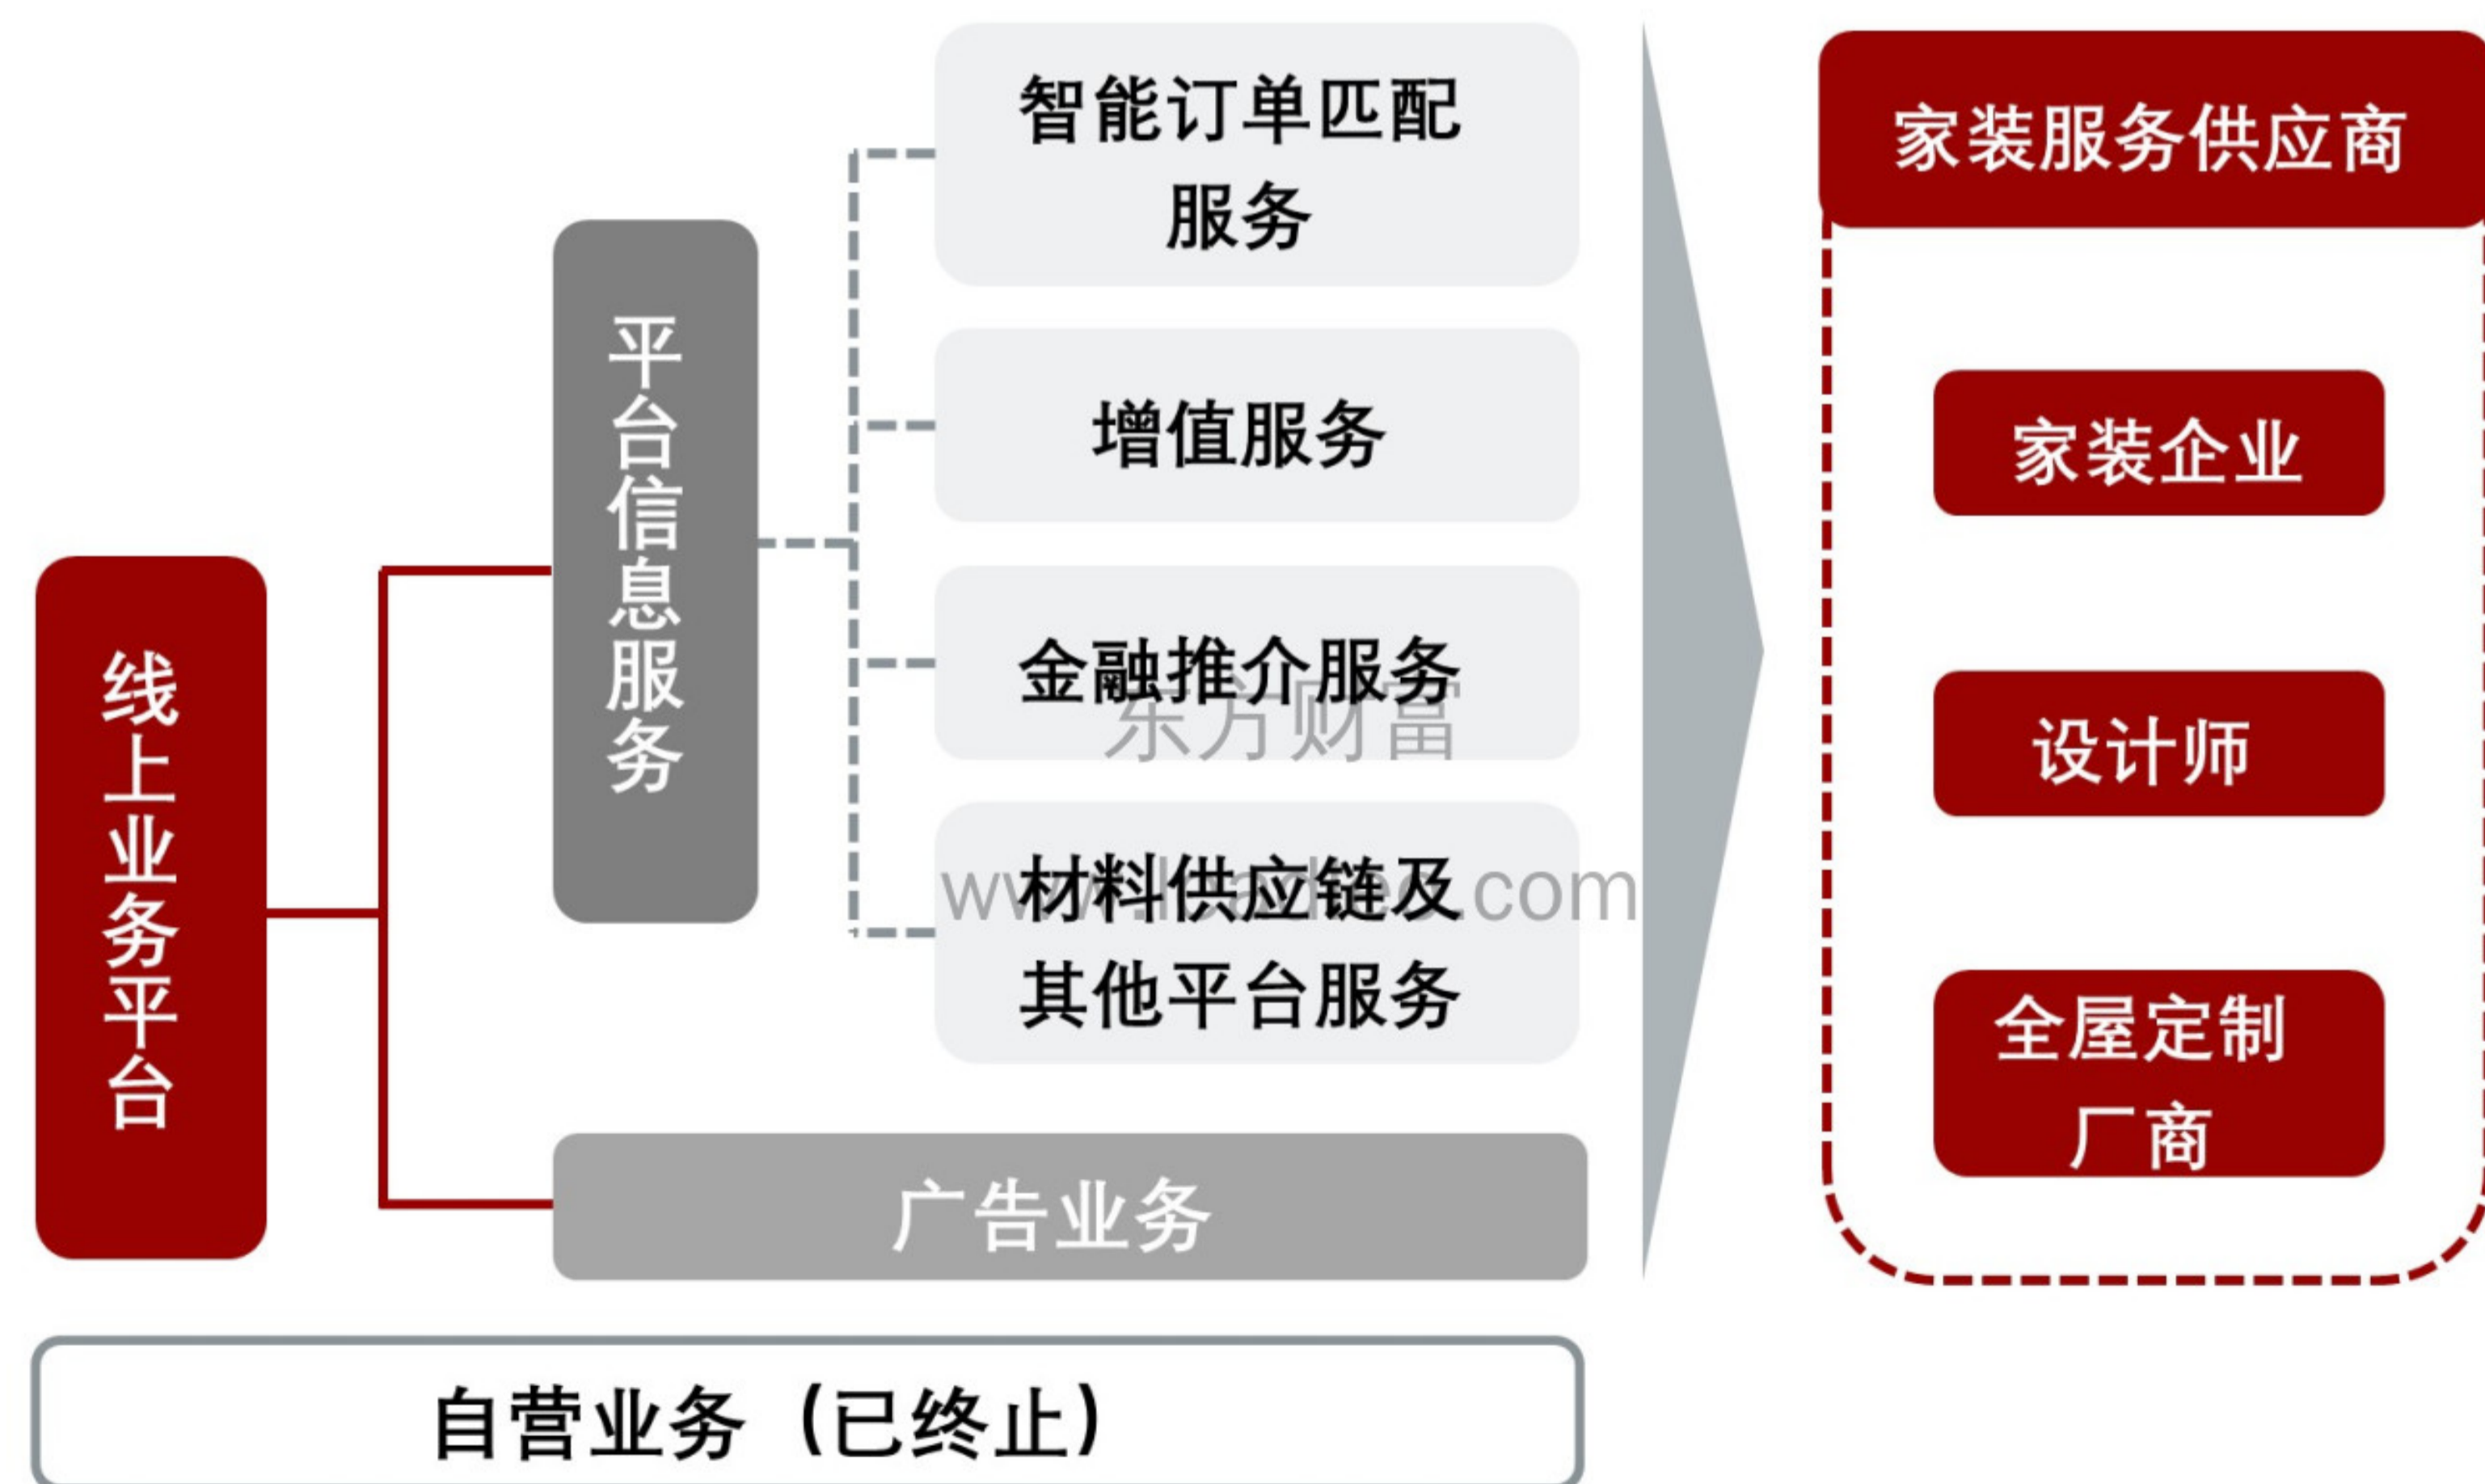 智能订单匹配
服务
增值服务
金融推介服务
材料供应链及
其他平台服务
平台信息服务
线上业务平台
广告业务
自营业务（已终止）
家装服务供应商
家装企业
设计师
全屋定制
厂商
东方财富